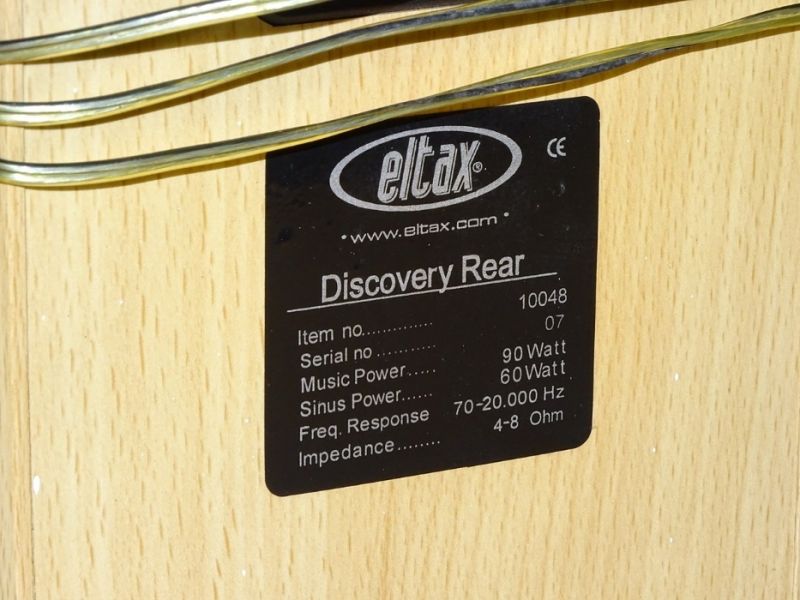 eltax®
CE
• www.eltax.com •
Discovery Rear
Item no.............. 10048
Serial no ........... 07
Music Power..... 90 Watt
Sinus Power...... 60 Watt
Freq. Response 70-20.000 Hz
Impedance........ 4-8 Ohm